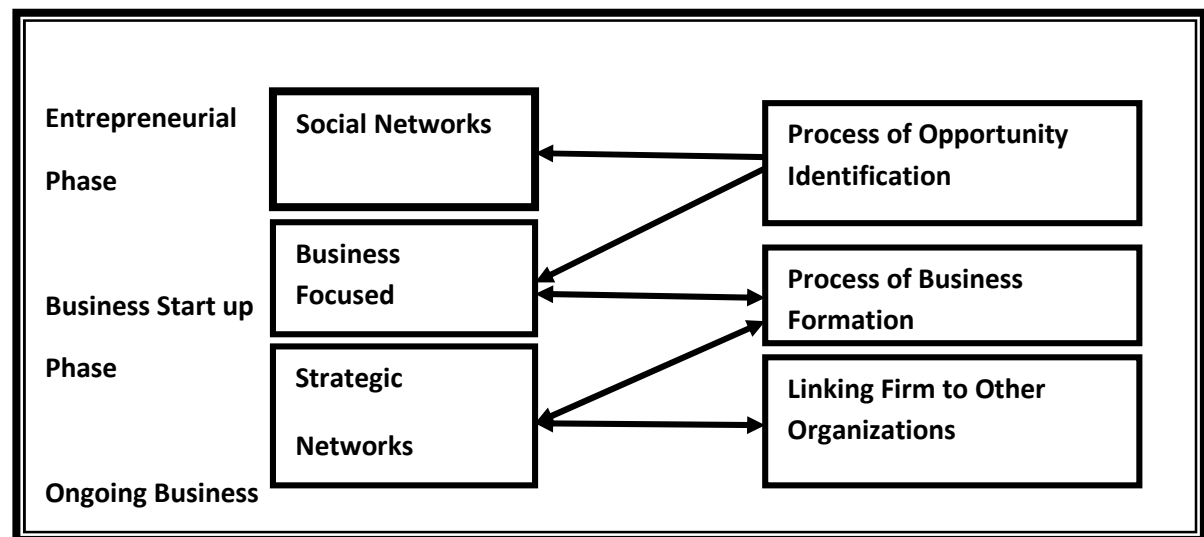 Entrepreneurial
Phase
Business Start up
Phase
Ongoing Business
Social Networks
Business
Focused
Strategic
Networks
Process of Opportunity
Identification
Process of Business
Formation
Linking Firm to Other
Organizations